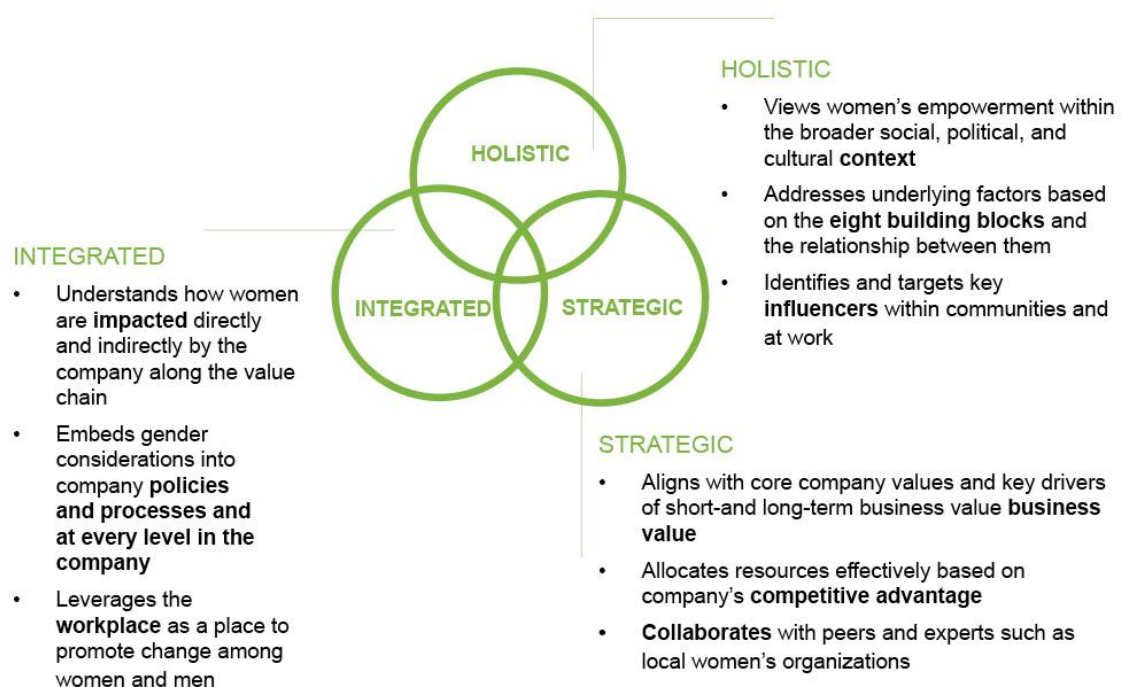 HOLISTIC
INTEGRATED
STRATEGIC
HOLISTIC
• Views women's empowerment within
the broader social, political, and
cultural context
• Addresses underlying factors based
on the eight building blocks and
the relationship between them
• Identifies and targets key
influencers within communities and
at work
INTEGRATED
• Understands how women
are impacted directly
and indirectly by the
company along the value
chain
• Embeds gender
considerations into
company policies
and processes and
at every level in the
company
• Leverages the
workplace as a place to
promote change among
women and men
STRATEGIC
• Aligns with core company values and key drivers
of short-and long-term business value business
value
• Allocates resources effectively based on
company's competitive advantage
• Collaborates with peers and experts such as
local women's organizations